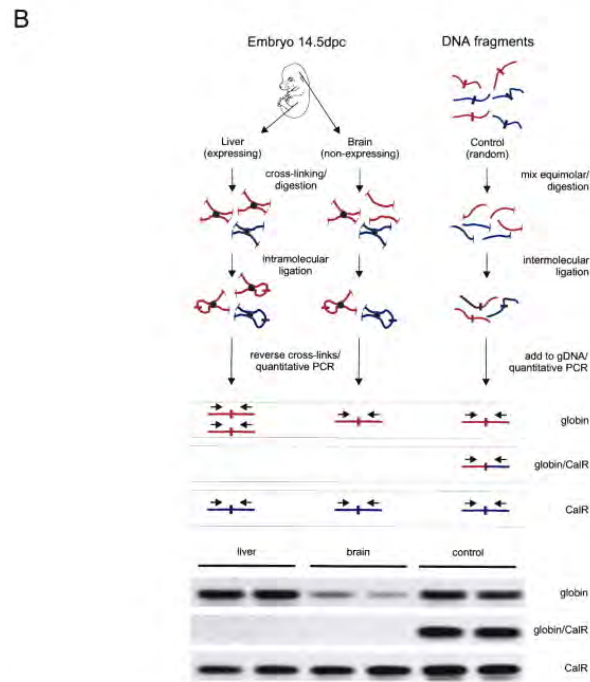 B
Embryo 14.5dpc
DNA fragments
Liver
(expressing)
Brain
(non-expressing)
Control
(random)
cross-linking/
digestion
mix equimolar/
digestion
intramolecular
ligation
intermolecular
ligation
reverse cross-links/
quantitative PCR
add to gDNA/
quantitative PCR
globin
globin/CalR
CalR
liver
brain
control
globin
globin/CalR
CalR